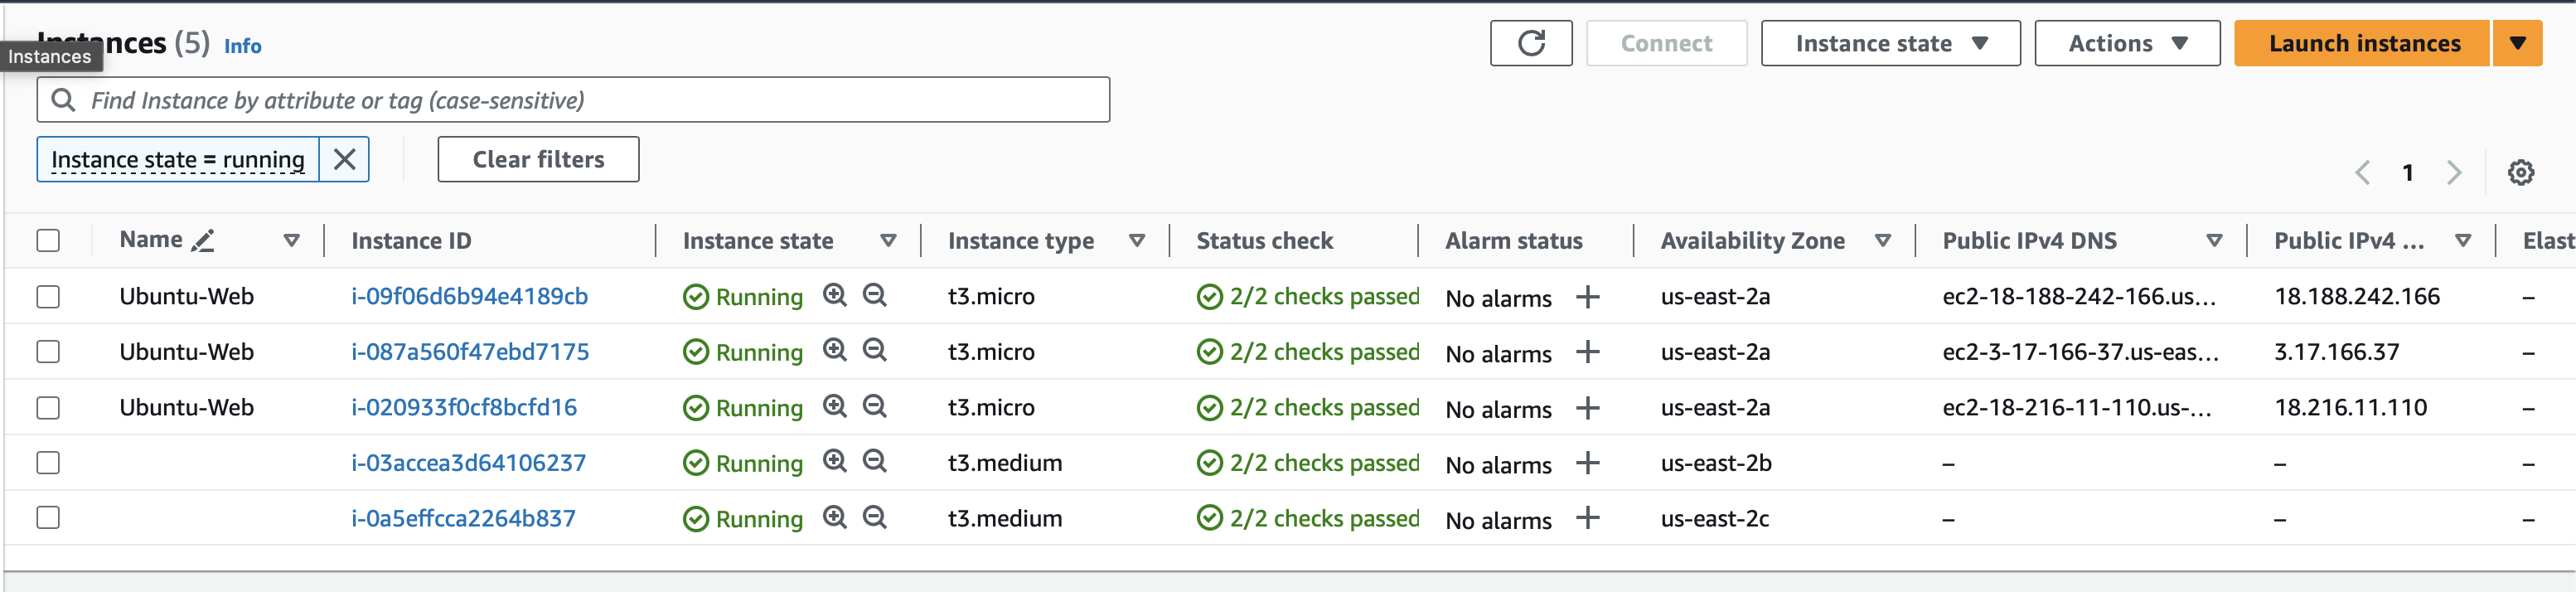 Instances (5) Info
Instances
Connect
Instance state
Actions
Launch instances
Find Instance by attribute or tag (case-sensitive)
Instance state = running
Clear filters
1
Name Instance ID Instance state Instance type Status check Alarm status Availability Zone Public IPv4 DNS Public IPv4 ... Elast
Ubuntu-Web i-09f06d6b94e4189cb Running t3.micro 2/2 checks passed No alarms + us-east-2a ec2-18-188-242-166.us... 18.188.242.166 –
Ubuntu-Web i-087a560f47ebd7175 Running t3.micro 2/2 checks passed No alarms + us-east-2a ec2-3-17-166-37.us-eas... 3.17.166.37 –
Ubuntu-Web i-020933f0cf8bcfd16 Running t3.micro 2/2 checks passed No alarms + us-east-2a ec2-18-216-11-110.us-... 18.216.11.110 –
i-03accea3d64106237 Running t3.medium 2/2 checks passed No alarms + us-east-2b – – –
i-0a5effcca2264b837 Running t3.medium 2/2 checks passed No alarms + us-east-2c – – –